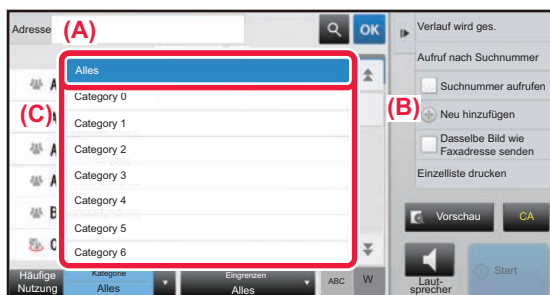 Adresse
(A)
OK
Alles
Category 0
Category 1
Category 2
Category 3
Category 4
Category 5
Category 6
(C)
A
A
A
B
C
(B)
Verlauf wird ges.
Aufruf nach Suchnummer
Suchnummer aufrufen
Neu hinzufügen
Dasselbe Bild wie
Faxadresse senden
Einzelliste drucken
Vorschau
CA
Laut-
sprecher
Start
Häufige
Nutzung
Kategorie
Alles
Eingrenzen
Alles
ABC
W